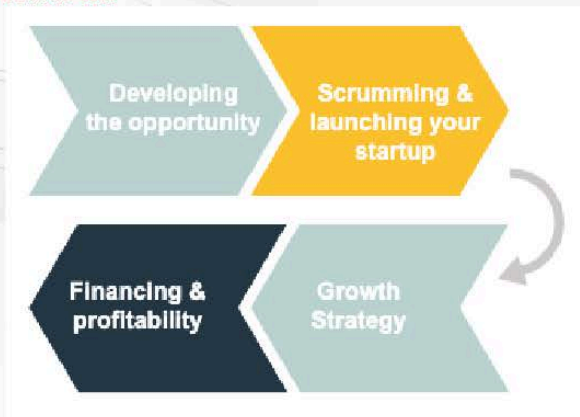 Developing
the opportunity
Scrumming &
launching your
startup
Growth
Strategy
Financing &
profitability